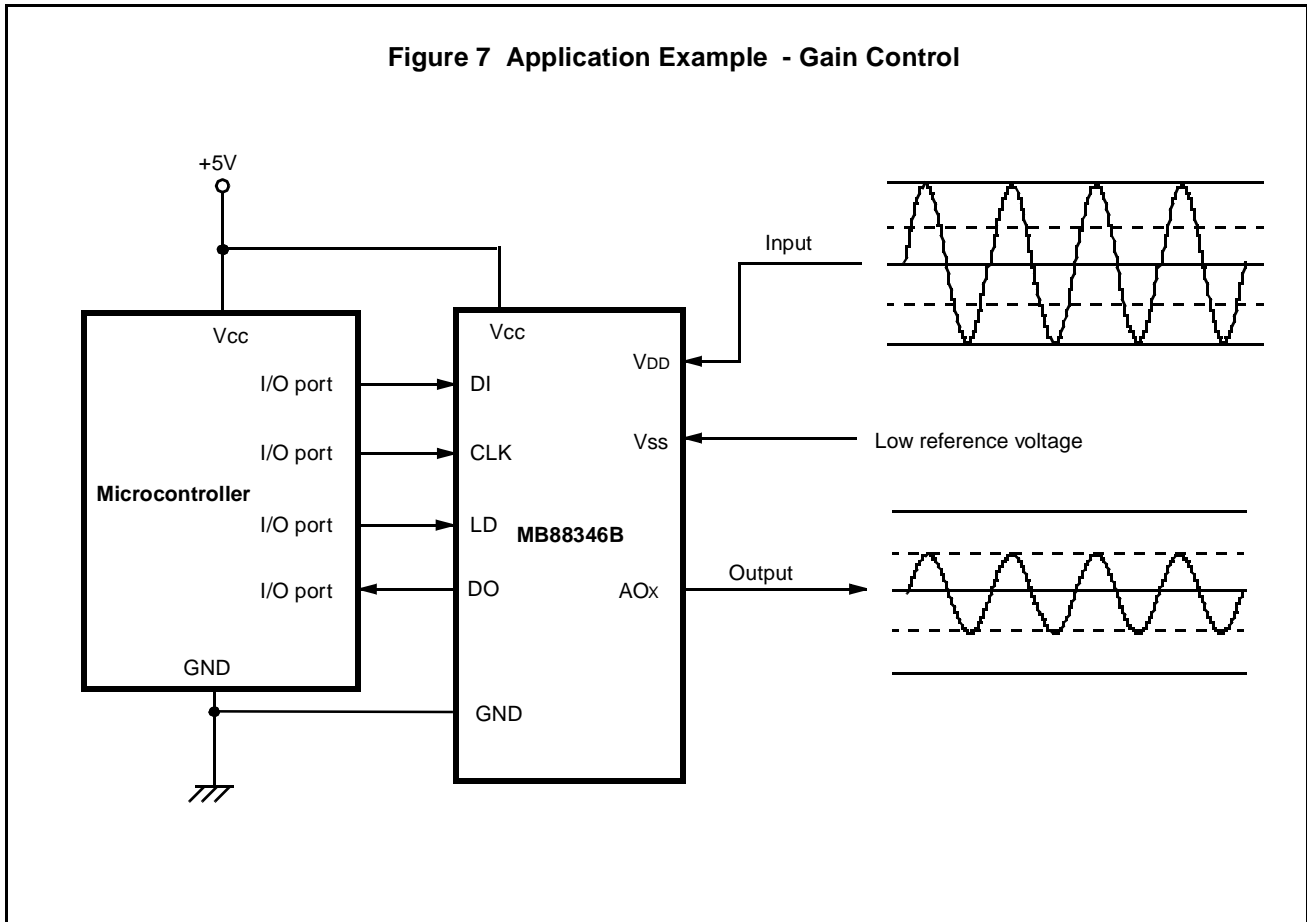 Figure 7 Application Example - Gain Control
+5V
Input
Vcc
I/O port
I/O port
Microcontroller
I/O port
I/O port
GND
Vcc
DI
CLK
LD
DO
GND
MB88346B
VDD
Vss
AOx
Low reference voltage
Output